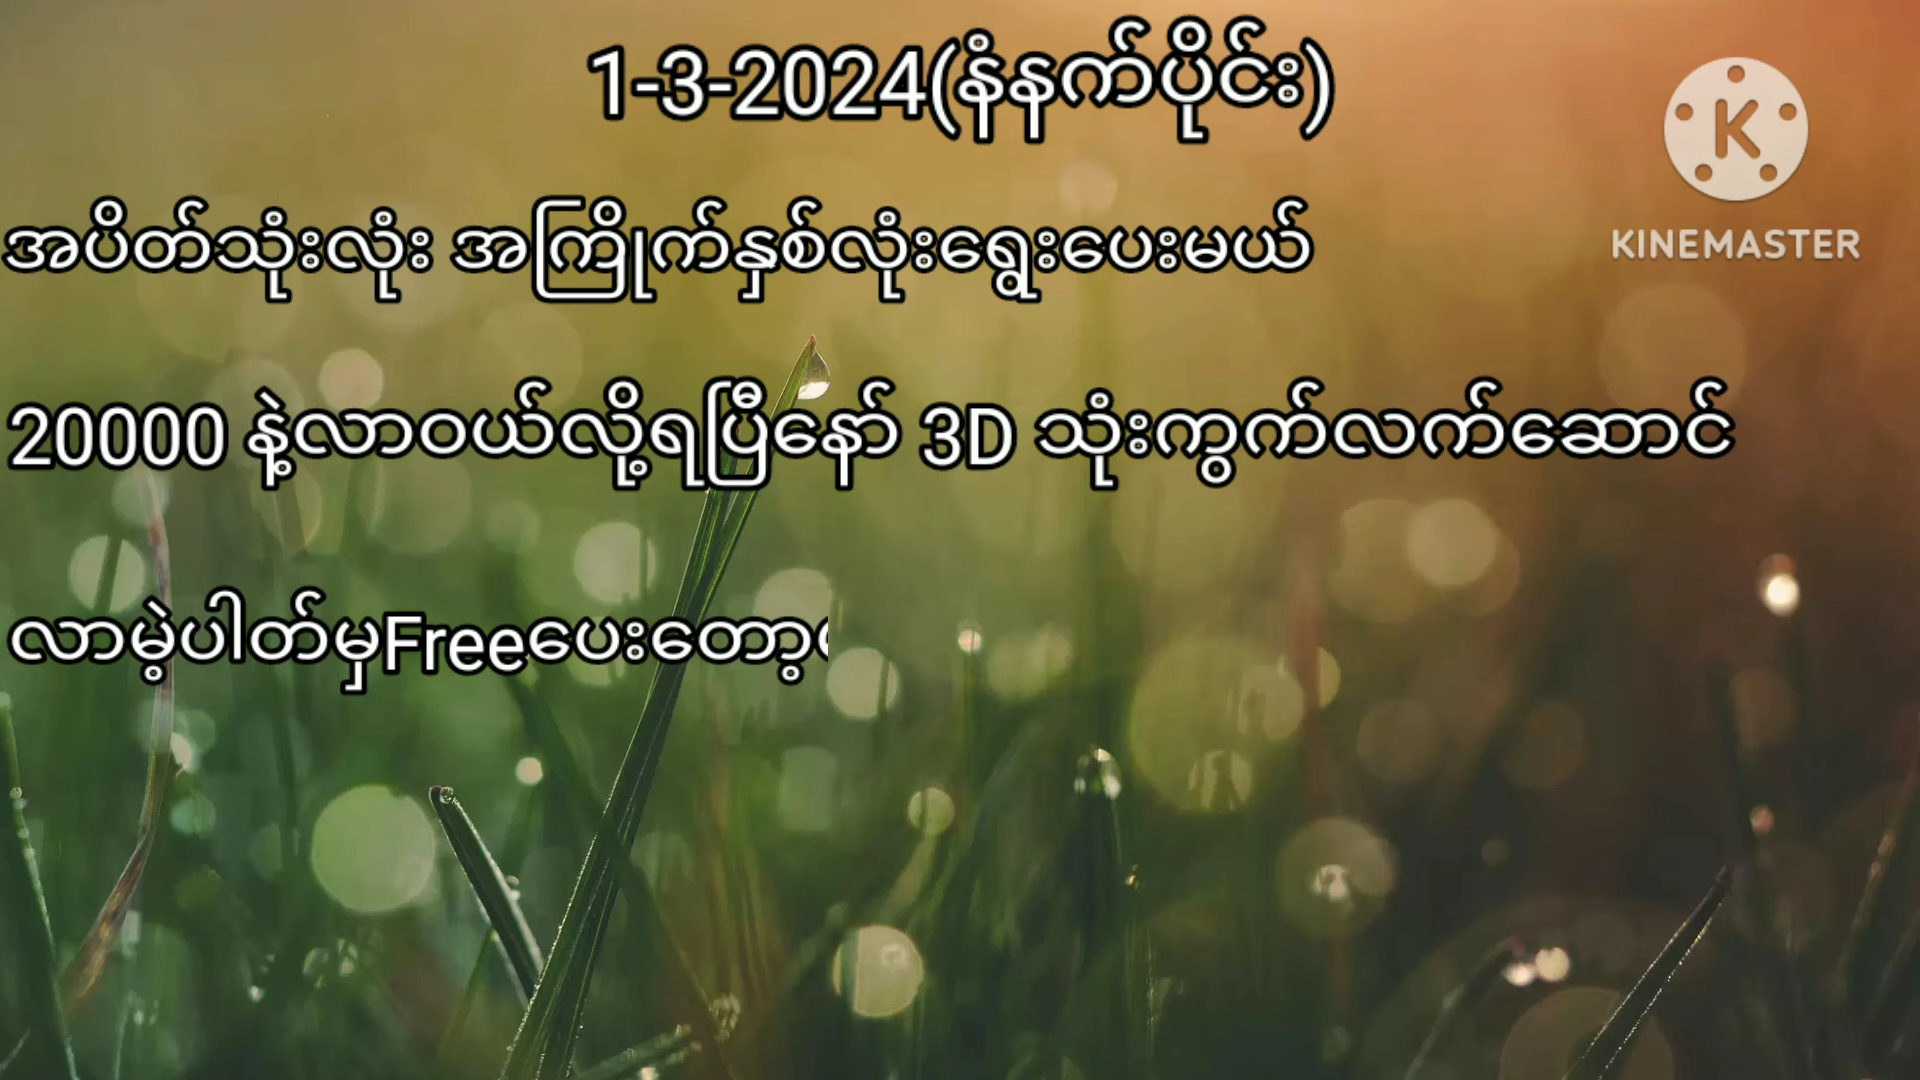 1-3-2024(နံနက်ပိုင်း)
KINEMASTER
အပိတ်သုံးလုံး အကြိုက်နှစ်လုံးရွေးပေးမယ်
20000 နဲ့လာဝယ်လို့ရပြီနော် 3D သုံးကွက်လက်ဆောင်
လာမဲ့ပါတ်မှFreeပေးတော့